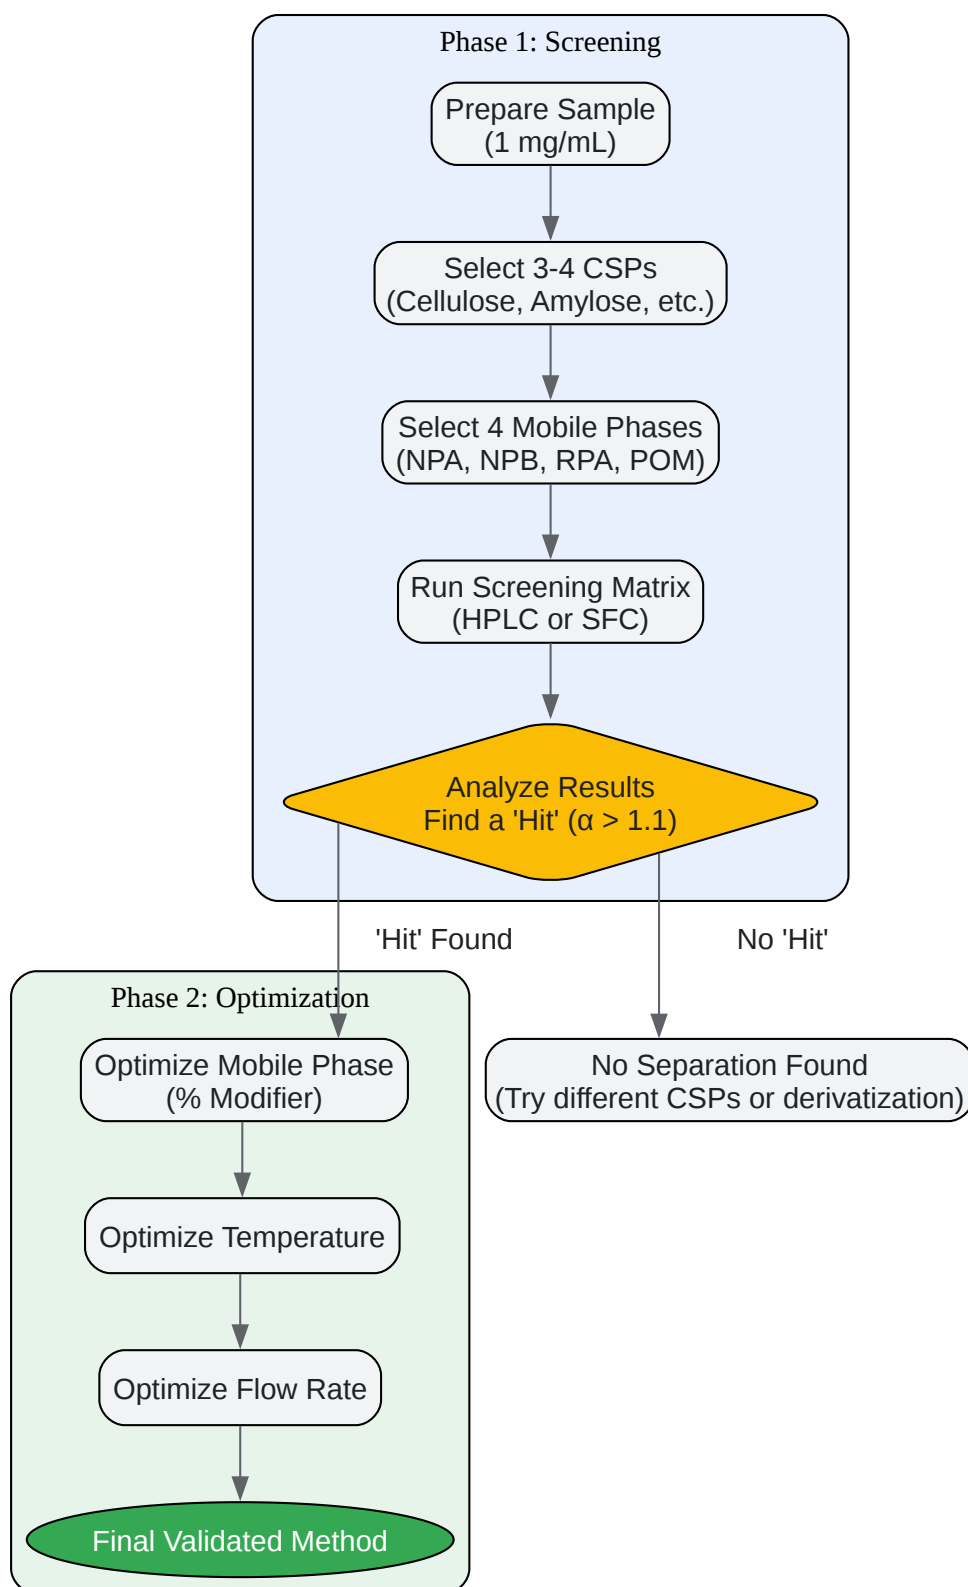 Phase 1: Screening
Prepare Sample
(1 mg/mL)
Select 3-4 CSPs
(Cellulose, Amylose, etc.)
Select 4 Mobile Phases
(NPA, NPB, RPA, POM)
Run Screening Matrix
(HPLC or SFC)
Analyze Results
Find a 'Hit' (α > 1.1)
'Hit' Found
No 'Hit'
Phase 2: Optimization
Optimize Mobile Phase
(% Modifier)
No Separation Found
(Try different CSPs or derivatization)
Optimize Temperature
Optimize Flow Rate
Final Validated Method